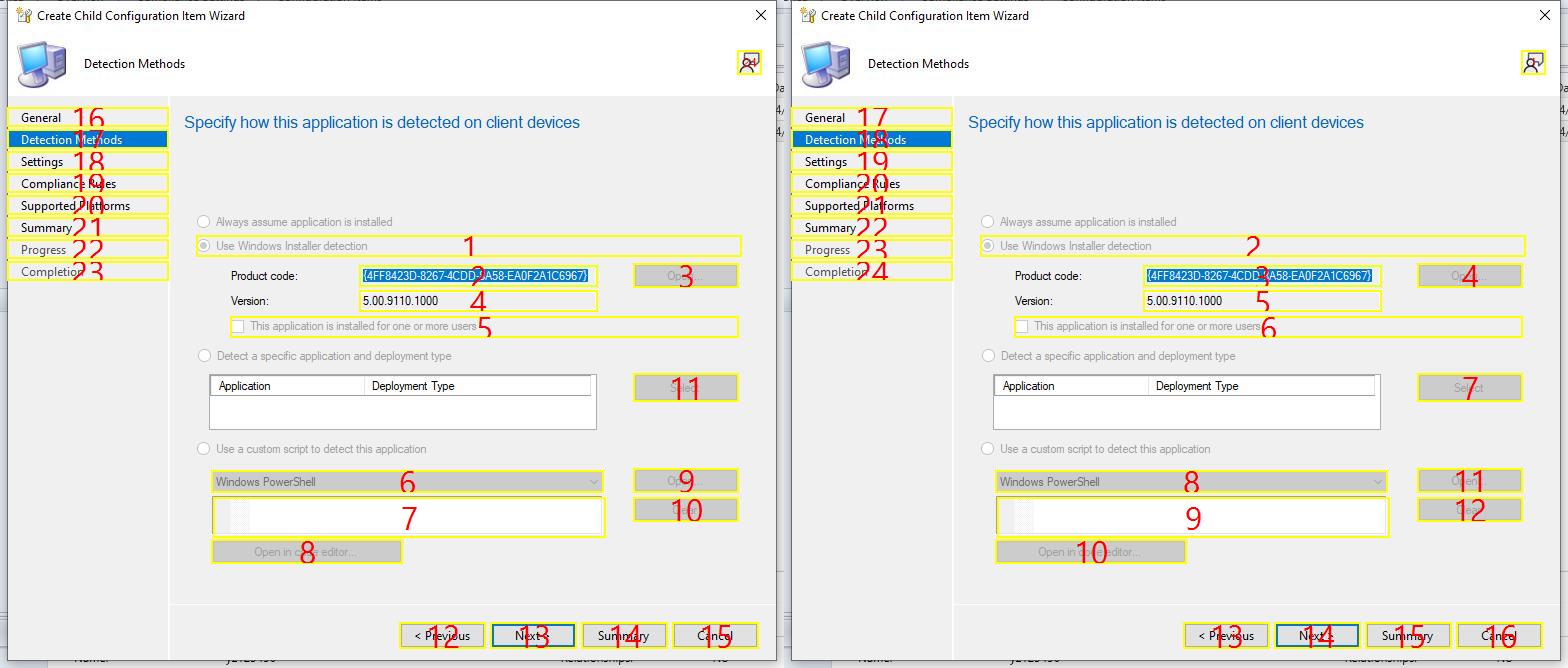 Create Child Configuration Item Wizard
Detection Methods
24
General 16
Detection Methods 17
Settings 18
Compliance Rules 19
Supported Platforms 20
Summary 21
Progress 22
Completion 23
Specify how this application is detected on client devices
Always assume application is installed
Use Windows Installer detection 1
Product code: {4FF8423D-8267-4CDD- A58-EA0F2A1C6967} 2 Open... 3
Version: 5.00.9110.1000 4
This application is installed for one or more users 5
Detect a specific application and deployment type
Application Deployment Type Select 11
Use a custom script to detect this application
Windows PowerShell 6 Open... 9
7 Clear 10
Open in code editor... 8
< Previous 12 Next > 13 Summary 14 Cancel 15
Create Child Configuration Item Wizard
Detection Methods
General 17
Detection Methods 18
Settings 19
Compliance Rules 20
Supported Platforms 21
Summary 22
Progress 23
Completion 24
Specify how this application is detected on client devices
Always assume application is installed
Use Windows Installer detection 2
Product code: {4FF8423D-8267-4CDD- A58-EA0F2A1C6967} 3 Open... 4
Version: 5.00.9110.1000 5
This application is installed for one or more users 6
Detect a specific application and deployment type
Application Deployment Type Select 7
Use a custom script to detect this application
Windows PowerShell 8 Open... 11
9 Clear 12
Open in code editor... 10
< Previous 13 Next > 14 Summary 15 Cancel 16